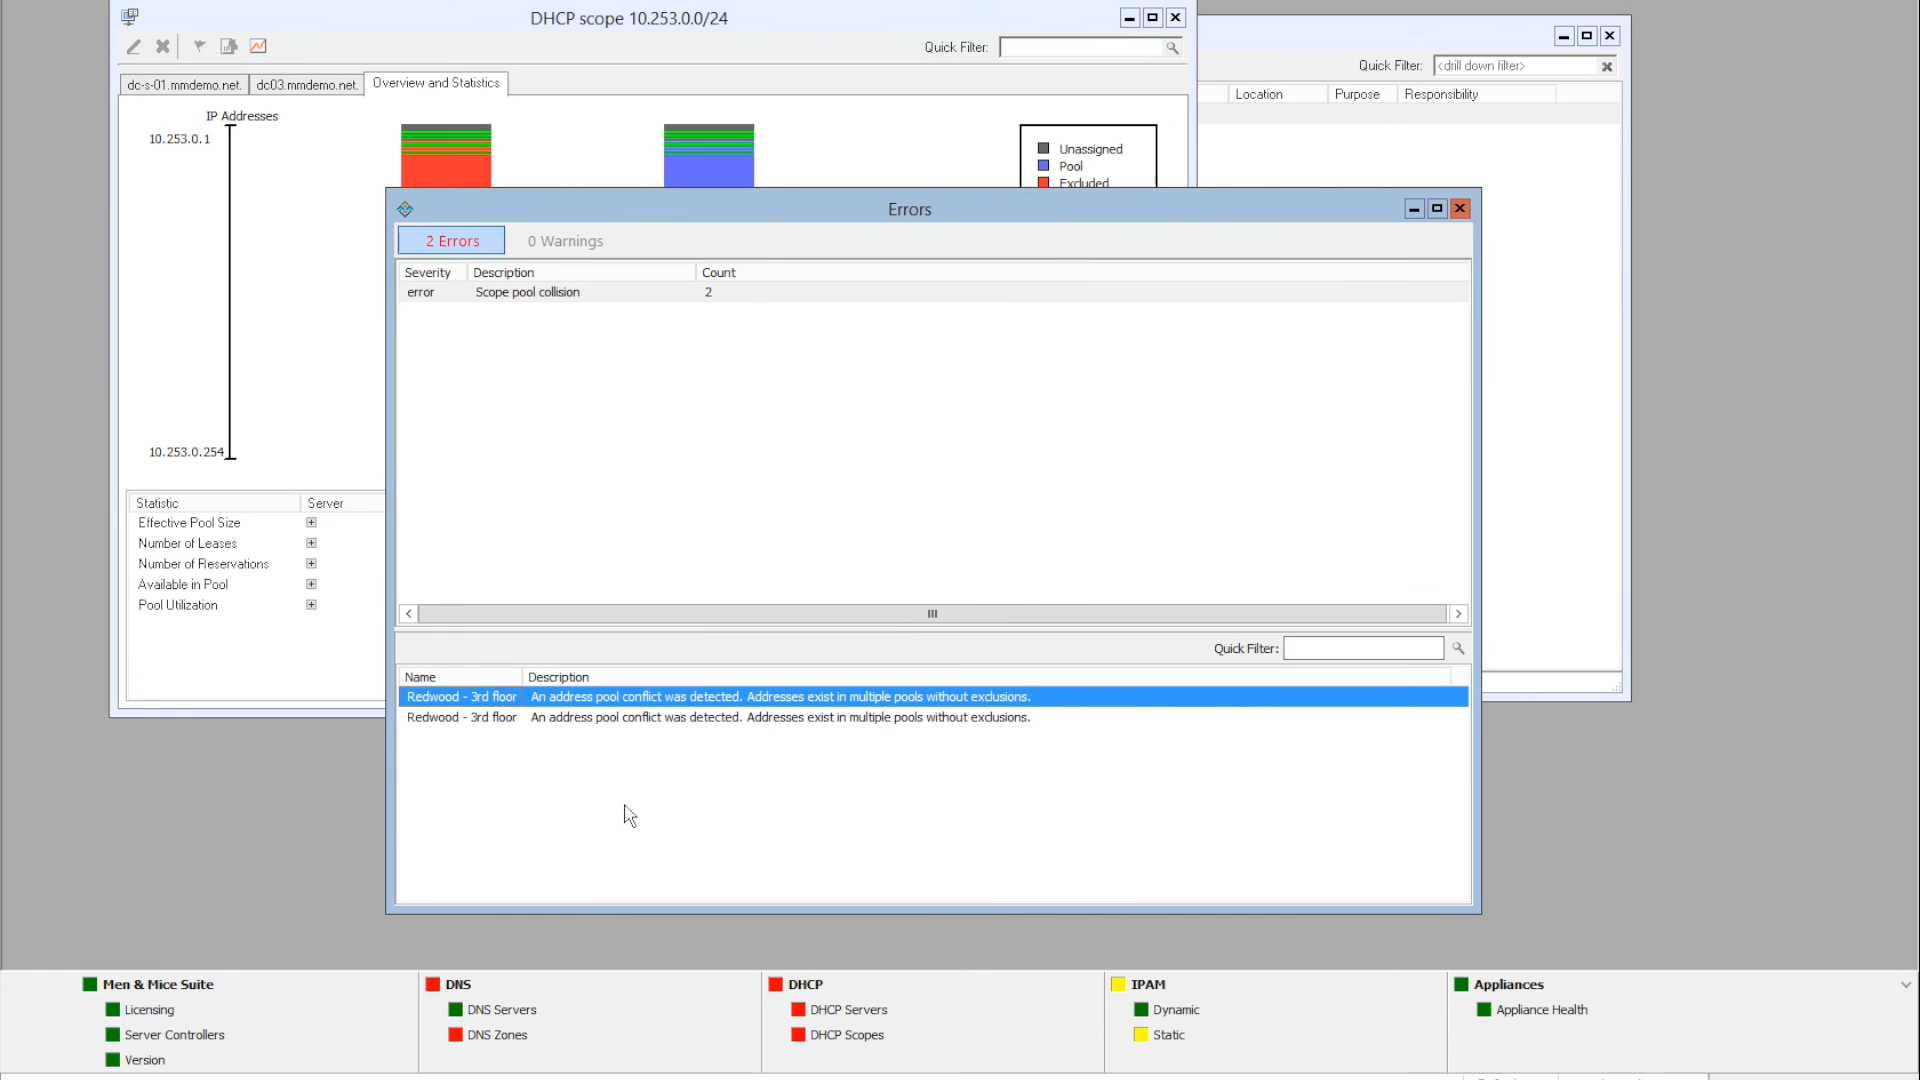 DHCP scope 10.253.0.0/24
Quick Filter:
Quick Filter: <drill down filter>
dc-s-01.mmdemo.net. dc03.mmdemo.net. Overview and Statistics
Location Purpose Responsibility
IP Addresses
10.253.0.1
Unassigned
Pool
Excluded
10.253.0.254
Statistic Server
Effective Pool Size
Number of Leases
Number of Reservations
Available in Pool
Pool Utilization
Errors
2 Errors 0 Warnings
Severity Description Count
error Scope pool collision 2
Quick Filter:
Name Description
Redwood - 3rd floor An address pool conflict was detected. Addresses exist in multiple pools without exclusions.
Redwood - 3rd floor An address pool conflict was detected. Addresses exist in multiple pools without exclusions.
Men & Mice Suite
Licensing
Server Controllers
Version
DNS
DNS Servers
DNS Zones
DHCP
DHCP Servers
DHCP Scopes
IPAM
Dynamic
Static
Appliances
Appliance Health